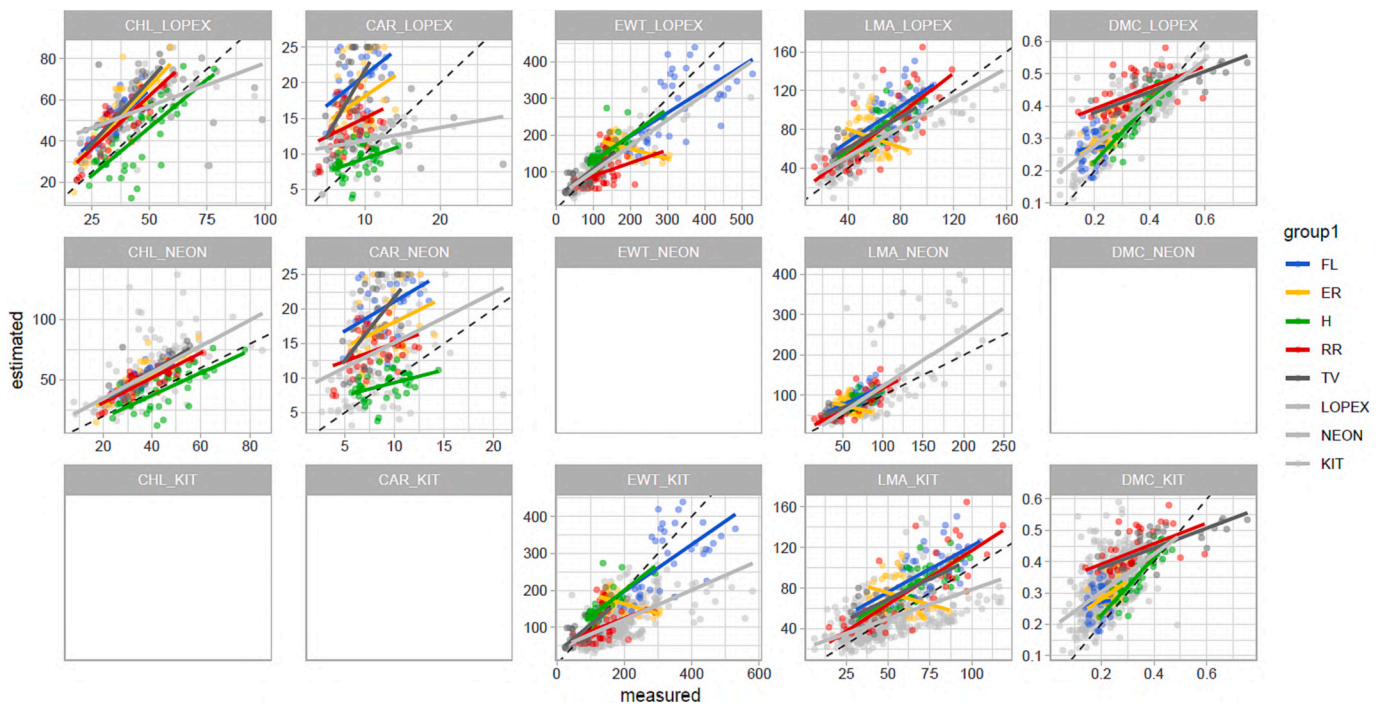 CHL_LOPEX CAR_LOPEX EWT_LOPEX LMA_LOPEX DMC_LOPEX
80 60 40 20
25 20 15 10 5
400 300 200 100
160 120 80 40
0.6 0.5 0.4 0.3 0.2 0.1
25 50 75 100
10 20
0 100 200 300 400 500
40 80 120 160
0.2 0.4 0.6
CHL_NEON CAR_NEON EWT_NEON LMA_NEON DMC_NEON
100 50
25 20 15 10 5
400 300 200 100
20 40 60 80
5 10 15 20
50 100 150 200 250
CHL_KIT CAR_KIT EWT_KIT LMA_KIT DMC_KIT
400 300 200 100
160 120 80 40
0.6 0.5 0.4 0.3 0.2 0.1
0 200 400 600
25 50 75 100
0.2 0.4 0.6
estimated
measured
group1
FL
ER
H
RR
TV
LOPEX
NEON
KIT